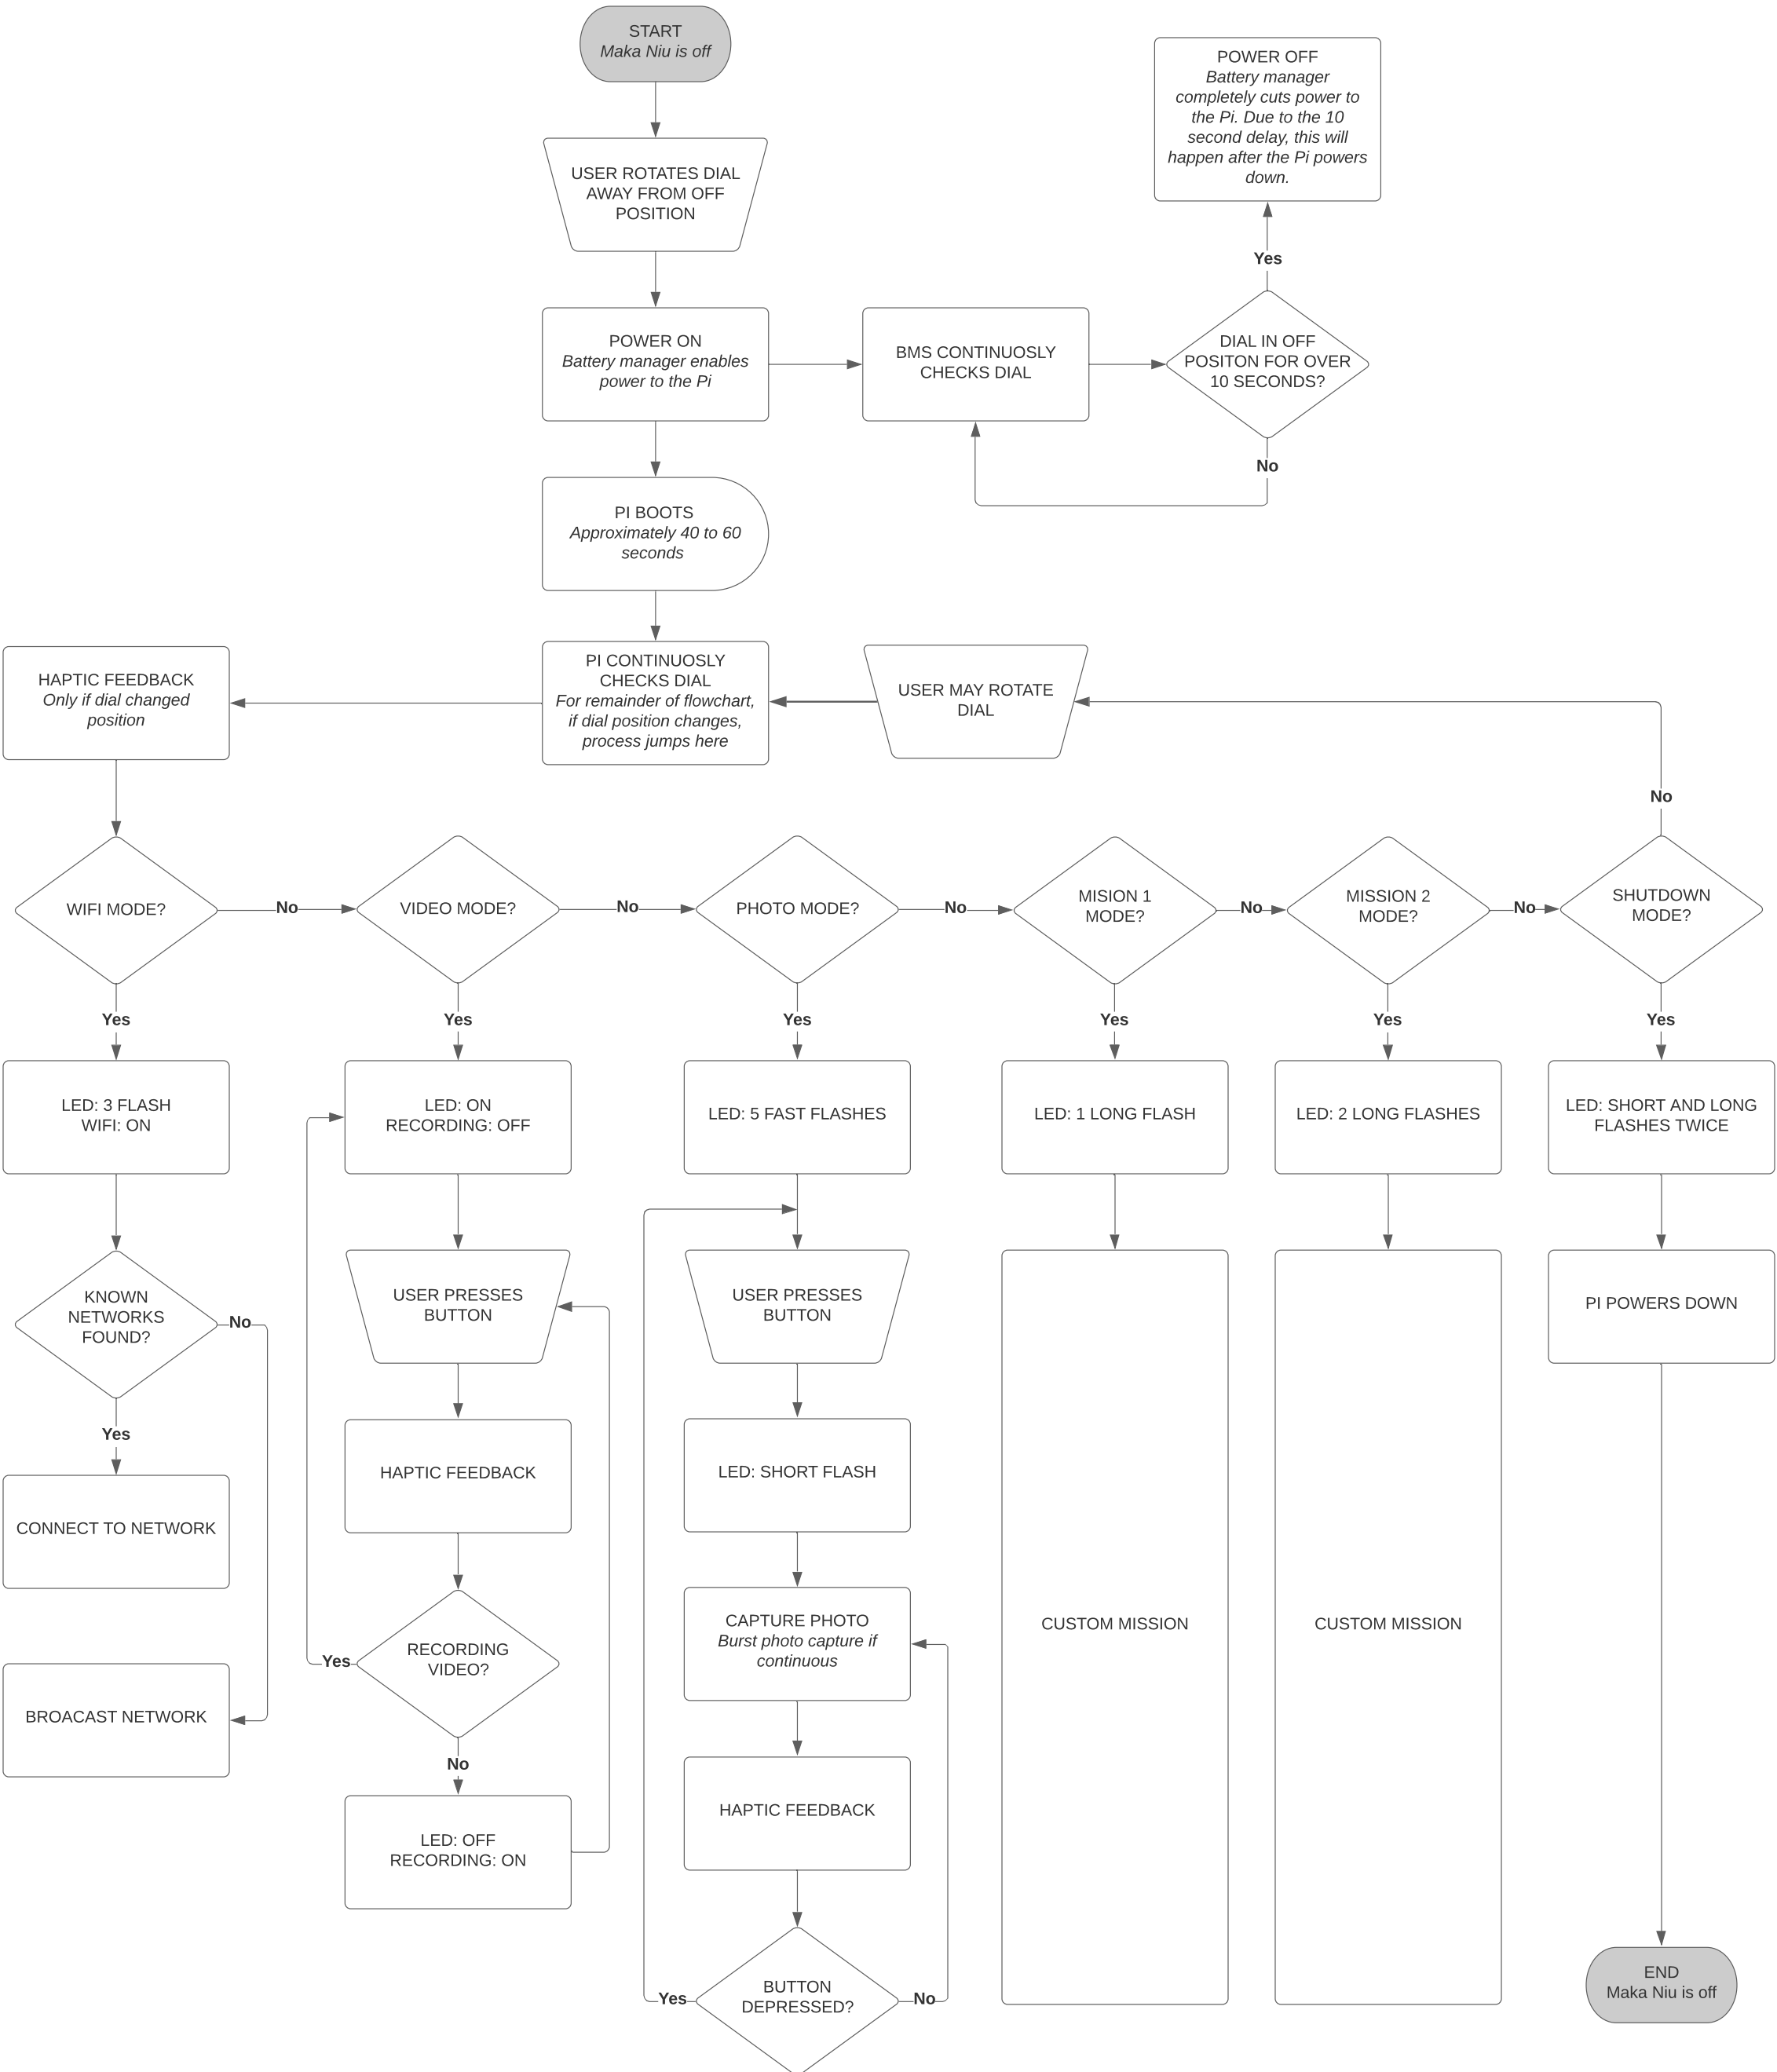 START
Maka Niu is off
POWER OFF
Battery manager
completely cuts power to
the Pi. Due to the 10
second delay, this will
happen after the Pi powers
down.
USER ROTATES DIAL
AWAY FROM OFF
POSITION
Yes
POWER ON
Battery manager enables
power to the Pi
BMS CONTINUOSLY
CHECKS DIAL
DIAL IN OFF
POSITON FOR OVER
10 SECONDS?
No
PI BOOTS
Approximately 40 to 60
seconds
HAPTIC FEEDBACK
Only if dial changed
position
PI CONTINUOSLY
CHECKS DIAL
For remainder of flowchart,
if dial position changes,
process jumps here
USER MAY ROTATE
DIAL
No
WIFI MODE?
No
VIDEO MODE?
No
PHOTO MODE?
No
MISION 1
MODE?
No
MISSION 2
MODE?
No
SHUTDOWN
MODE?
Yes
Yes
Yes
Yes
Yes
Yes
LED: 3 FLASH
WIFI: ON
LED: ON
RECORDING: OFF
LED: 5 FAST FLASHES
LED: 1 LONG FLASH
LED: 2 LONG FLASHES
LED: SHORT AND LONG
FLASHES TWICE
KNOWN
NETWORKS
FOUND?
No
USER PRESSES
BUTTON
USER PRESSES
BUTTON
PI POWERS DOWN
Yes
HAPTIC FEEDBACK
LED: SHORT FLASH
CONNECT TO NETWORK
RECORDING
VIDEO?
Yes
CAPTURE PHOTO
Burst photo capture if
continuous
CUSTOM MISSION
CUSTOM MISSION
BROACAST NETWORK
No
HAPTIC FEEDBACK
LED: OFF
RECORDING: ON
BUTTON
DEPRESSED?
Yes
No
END
Maka Niu is off